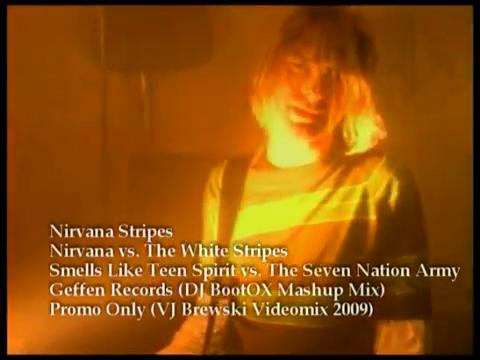 Nirvana Stripes
Nirvana vs. The White Stripes
Smells Like Teen Spirit vs. The Seven Nation Army
Geffen Records (DJ BootOX Mashup Mix)
Promo Only (VJ Brewski Videomix 2009)